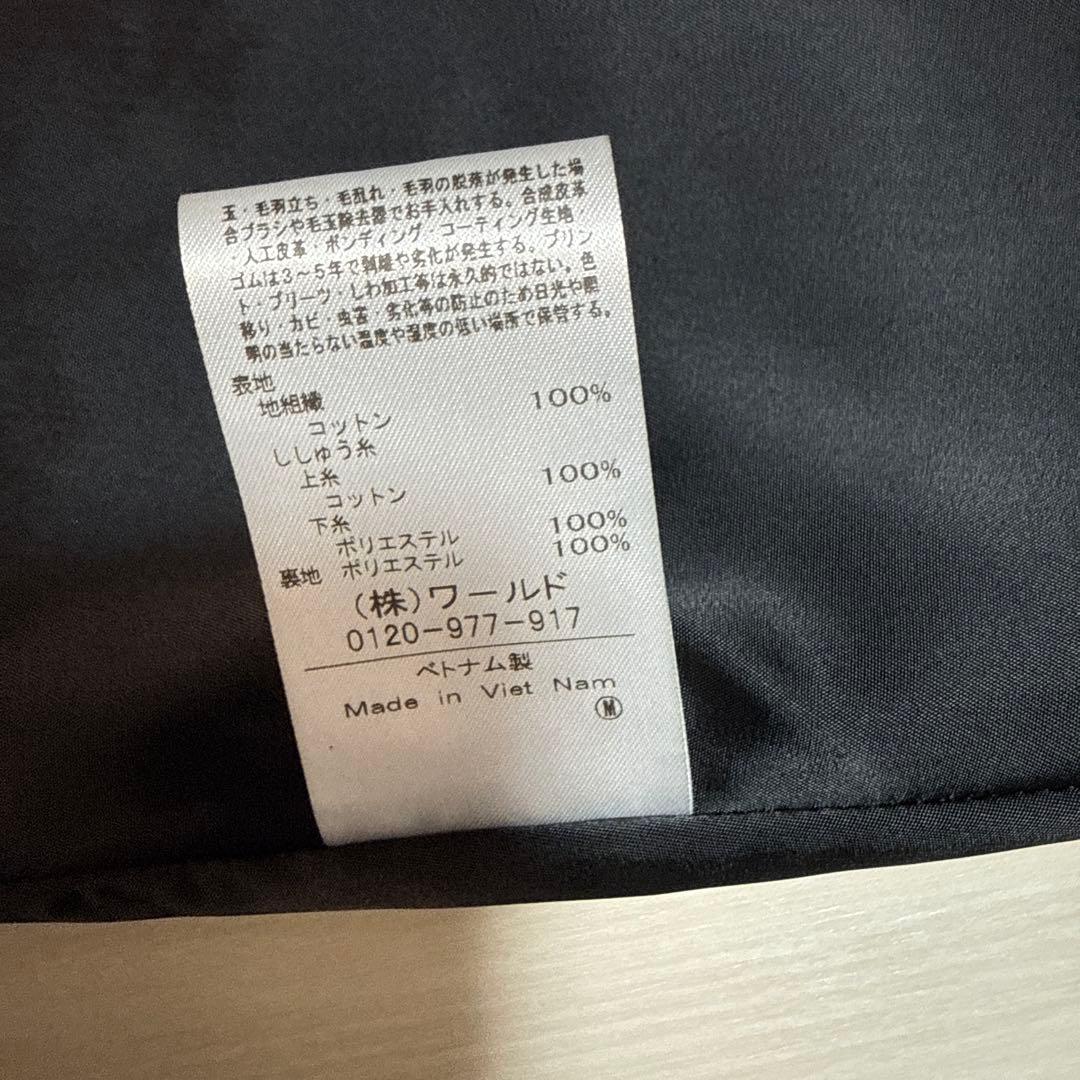 玉・毛羽立ち・毛乱れ・毛羽の脱落が発生した場
合ブラシや毛玉除去器でお手入れする。合成皮革
・人工皮革・ボンディング・コーティング生地・
ゴムは3～5年で剥離や劣化が発生する。プリン
ト・プリーツ・しわ加工等は永久的ではない。色
移り・カビ・虫害・劣化等の防止のため日光や照
明の当たらない温度や湿度の低い場所で保管する。
表地
地組織
コットン 100%
ししゅう糸
上糸
コットン 100%
下糸
ポリエステル 100%
裏地 ポリエステル 100%
(株)ワールド
0120-977-917
ベトナム製
Made in Viet Nam
Ⓜ